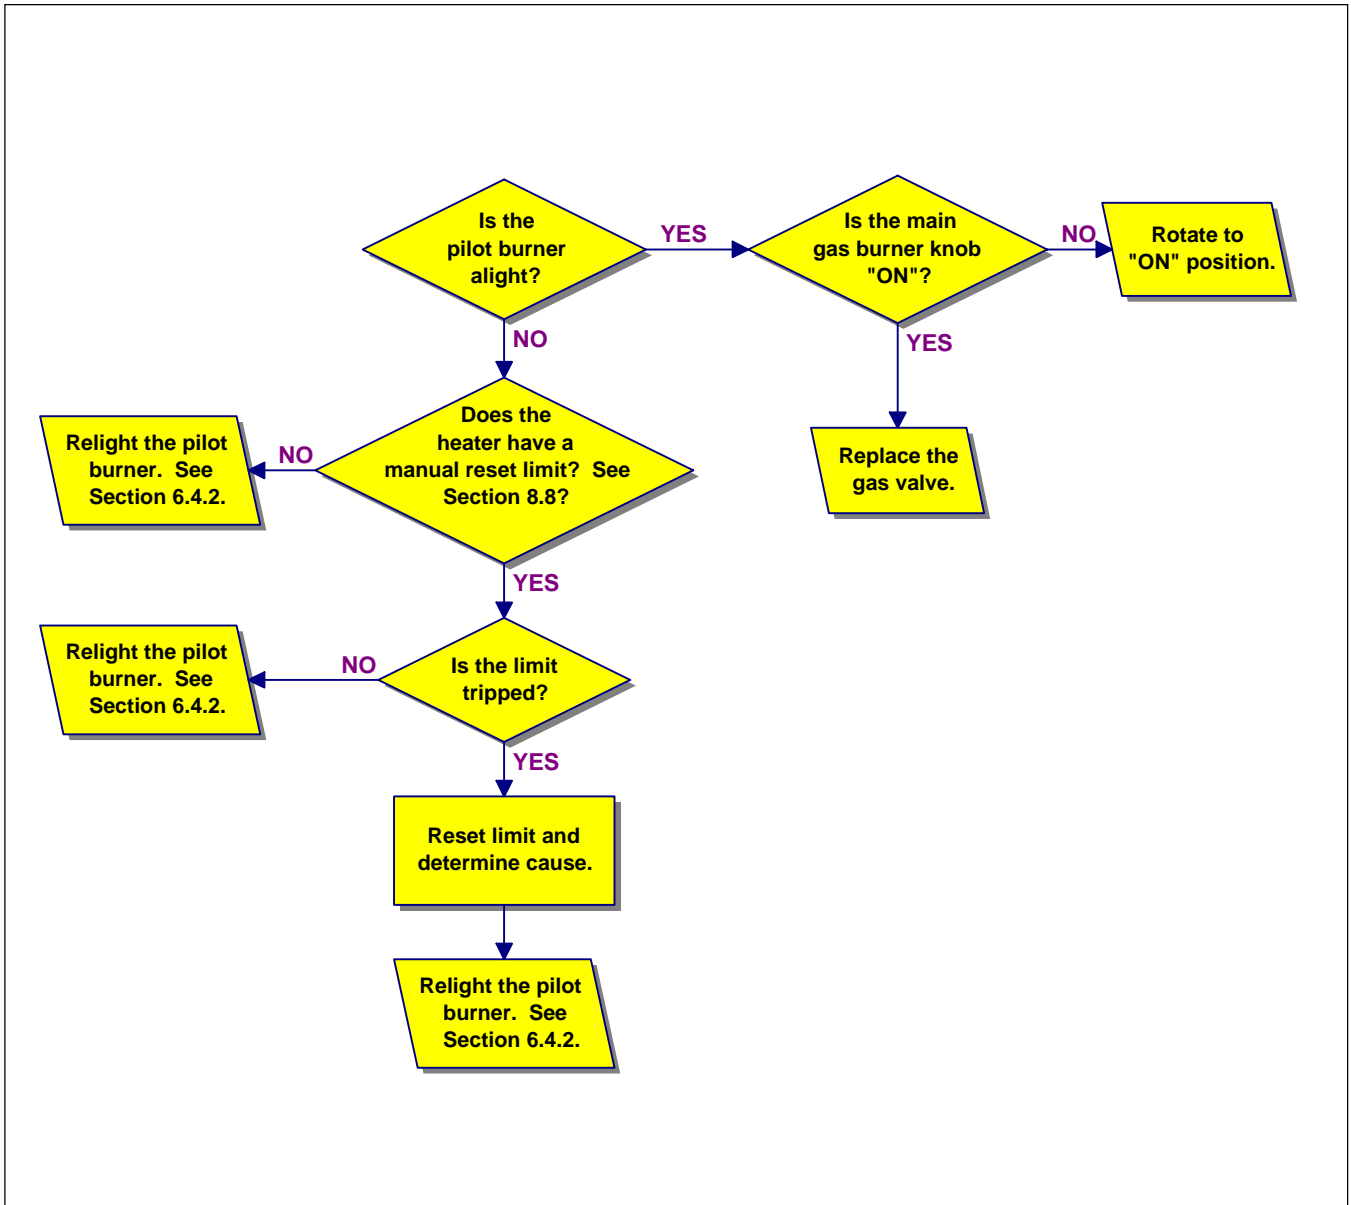 Is the
pilot burner
alight?
YES
Is the main
gas burner knob
"ON"?
NO
Rotate to
"ON" position.
NO
YES
Does the
heater have a
manual reset limit?  See
Section 8.8?
NO
Relight the pilot
burner.  See
Section 6.4.2.
Replace the
gas valve.
YES
Is the limit
tripped?
NO
Relight the pilot
burner.  See
Section 6.4.2.
YES
Reset limit and
determine cause.
Relight the pilot
burner.  See
Section 6.4.2.